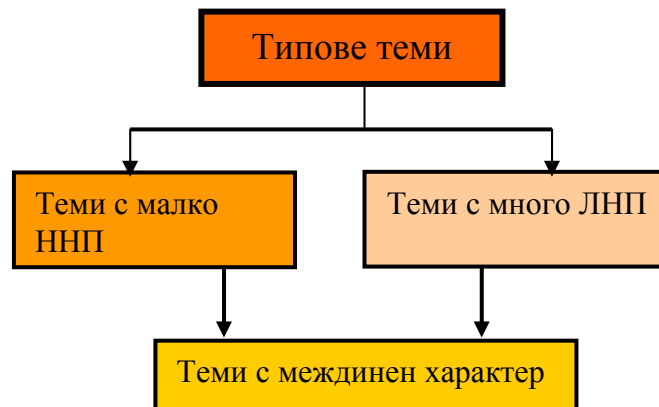 Типове теми
Теми с малко
ННП
Теми с много ЛНП
Теми с междинен характер